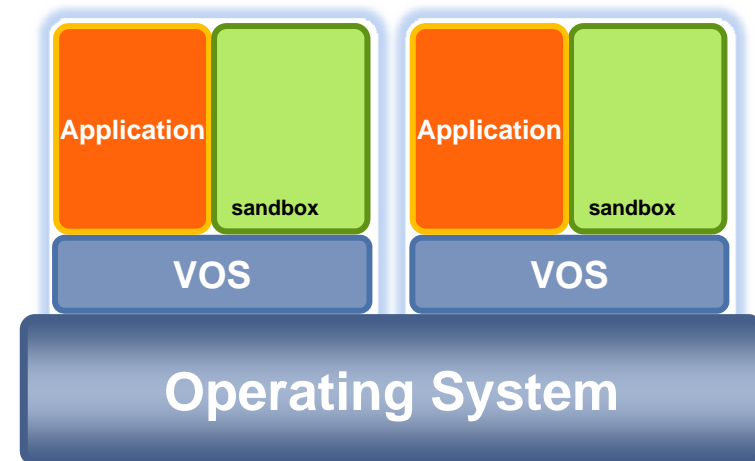 Application
Application
sandbox
sandbox
VOS
VOS
Operating System